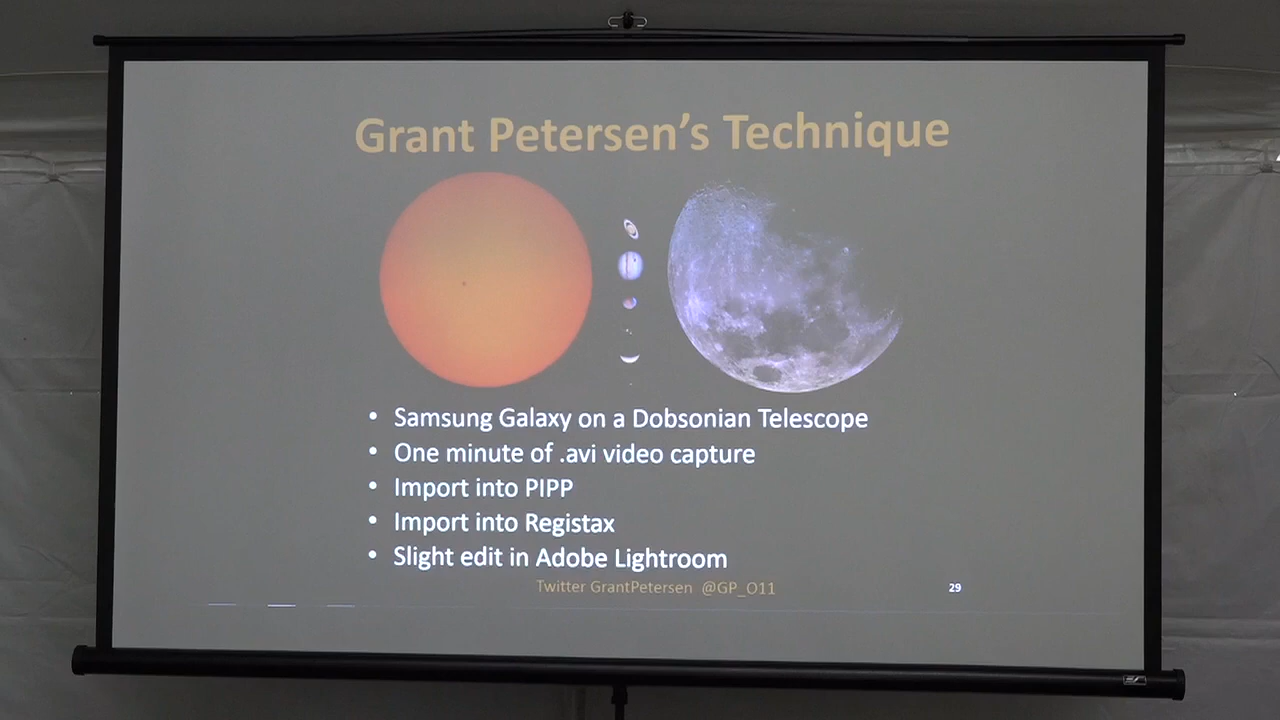 Grant Petersen’s Technique
• Samsung Galaxy on a Dobsonian Telescope
• One minute of .avi video capture
• Import into PIPP
• Import into Registax
• Slight edit in Adobe Lightroom
Twitter GrantPetersen @GP_O11
29